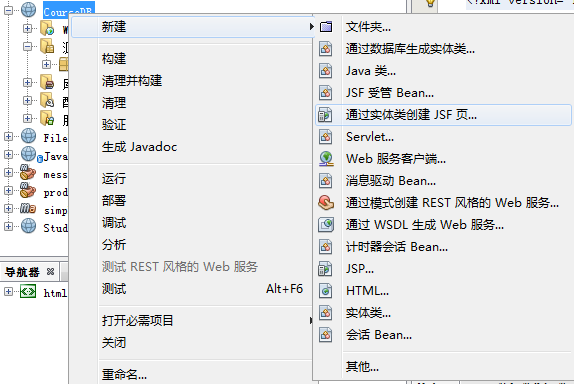 CourseDB
<?xml version="
新建
文件夹...
通过数据库生成实体类...
构建
Java 类...
清理并构建
JSF 受管 Bean...
清理
通过实体类创建 JSF 页...
验证
Servlet...
生成 Javadoc
Web 服务客户端...
消息驱动 Bean...
运行
通过模式创建 REST 风格的 Web 服务...
部署
通过 WSDL 生成 Web 服务...
调试
计时器会话 Bean...
分析
JSP...
测试 REST 风格的 Web 服务
HTML...
测试 Alt+F6
实体类...
打开必需项目
会话 Bean...
关闭
其他...
重命名...
W
库
File
Java
mess
prod
simp
Stud
导航器
html